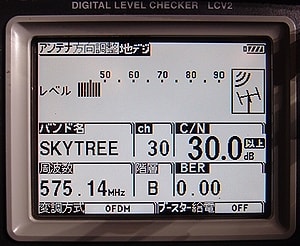 DIGITAL LEVEL CHECKER LCV2
アンテナ方向調整 地デジ
50 60 70 80 90
レベル
バンド名 ch C/N
SKYTREE 30 30.0 以上 dB
周波数 階層 BER
575.14MHz B 0.00
変調方式 OFDM ブースター給電 OFF